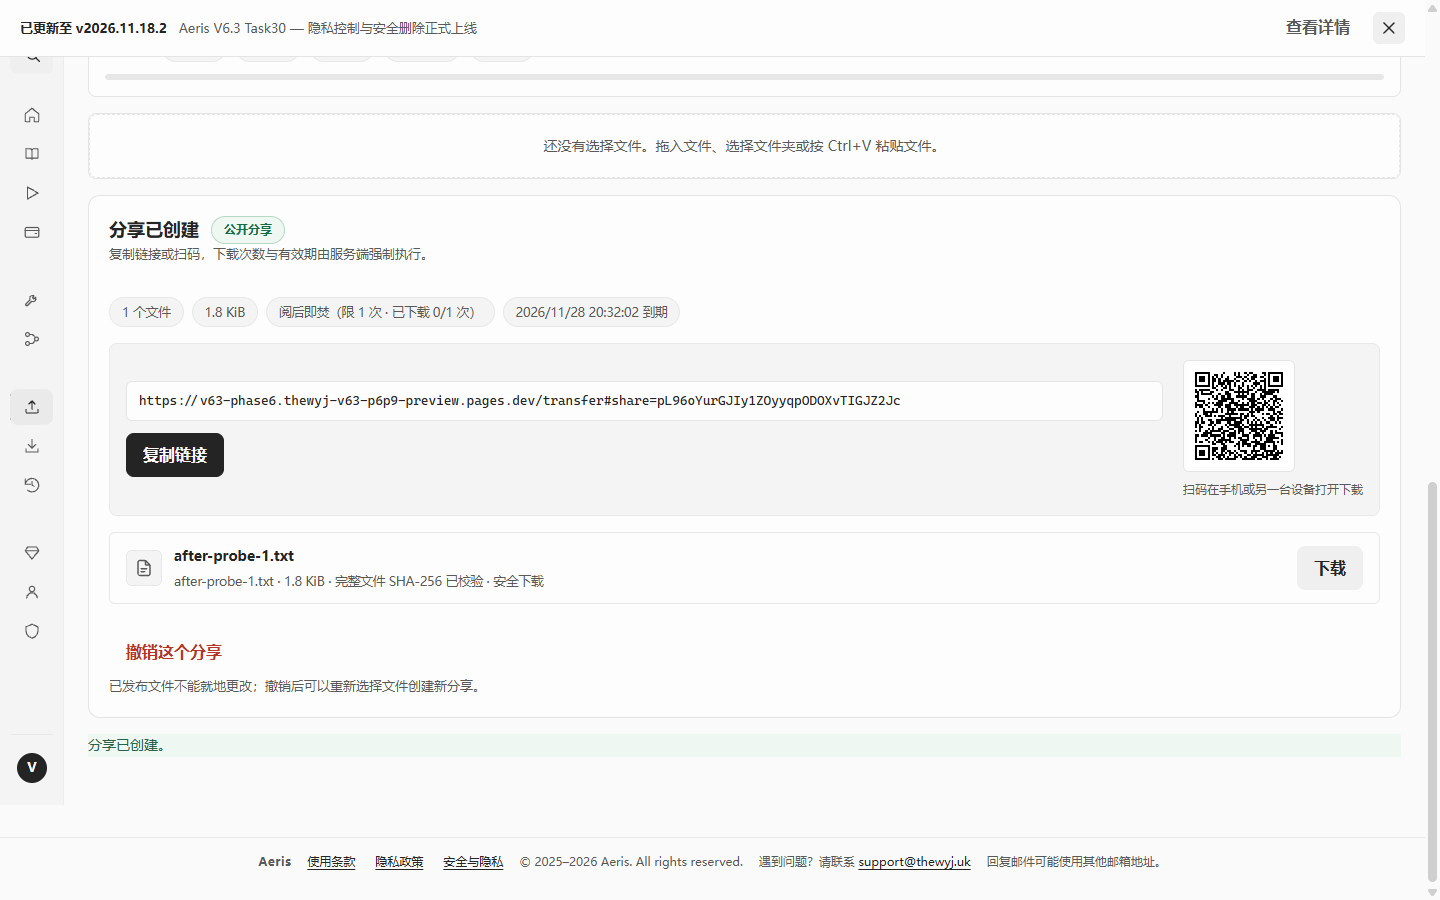 已更新至 v2026.11.18.2 Aeris V6.3 Task30 — 隐私控制与安全删除正式上线 查看详情
还没有选择文件。拖入文件、选择文件夹或按 Ctrl+V 粘贴文件。
分享已创建 公开分享
复制链接或扫码，下载次数与有效期由服务端强制执行。
1 个文件 1.8 KiB 阅后即焚（限 1 次 · 已下载 0/1 次） 2026/11/28 20:32:02 到期
https://v63-phase6.thewyj-v63-p6p9-preview.pages.dev/transfer#share=pL96oYurGJIy1ZOyyqpODOXvTIGJZ2Jc
复制链接
扫码在手机或另一台设备打开下载
after-probe-1.txt
after-probe-1.txt · 1.8 KiB · 完整文件 SHA-256 已校验 · 安全下载
下载
撤销这个分享
已发布文件不能就地更改；撤销后可以重新选择文件创建新分享。
分享已创建。
V
Aeris 使用条款 隐私政策 安全与隐私 © 2025–2026 Aeris. All rights reserved. 遇到问题？请联系 support@thewyj.uk 回复邮件可能使用其他邮箱地址。